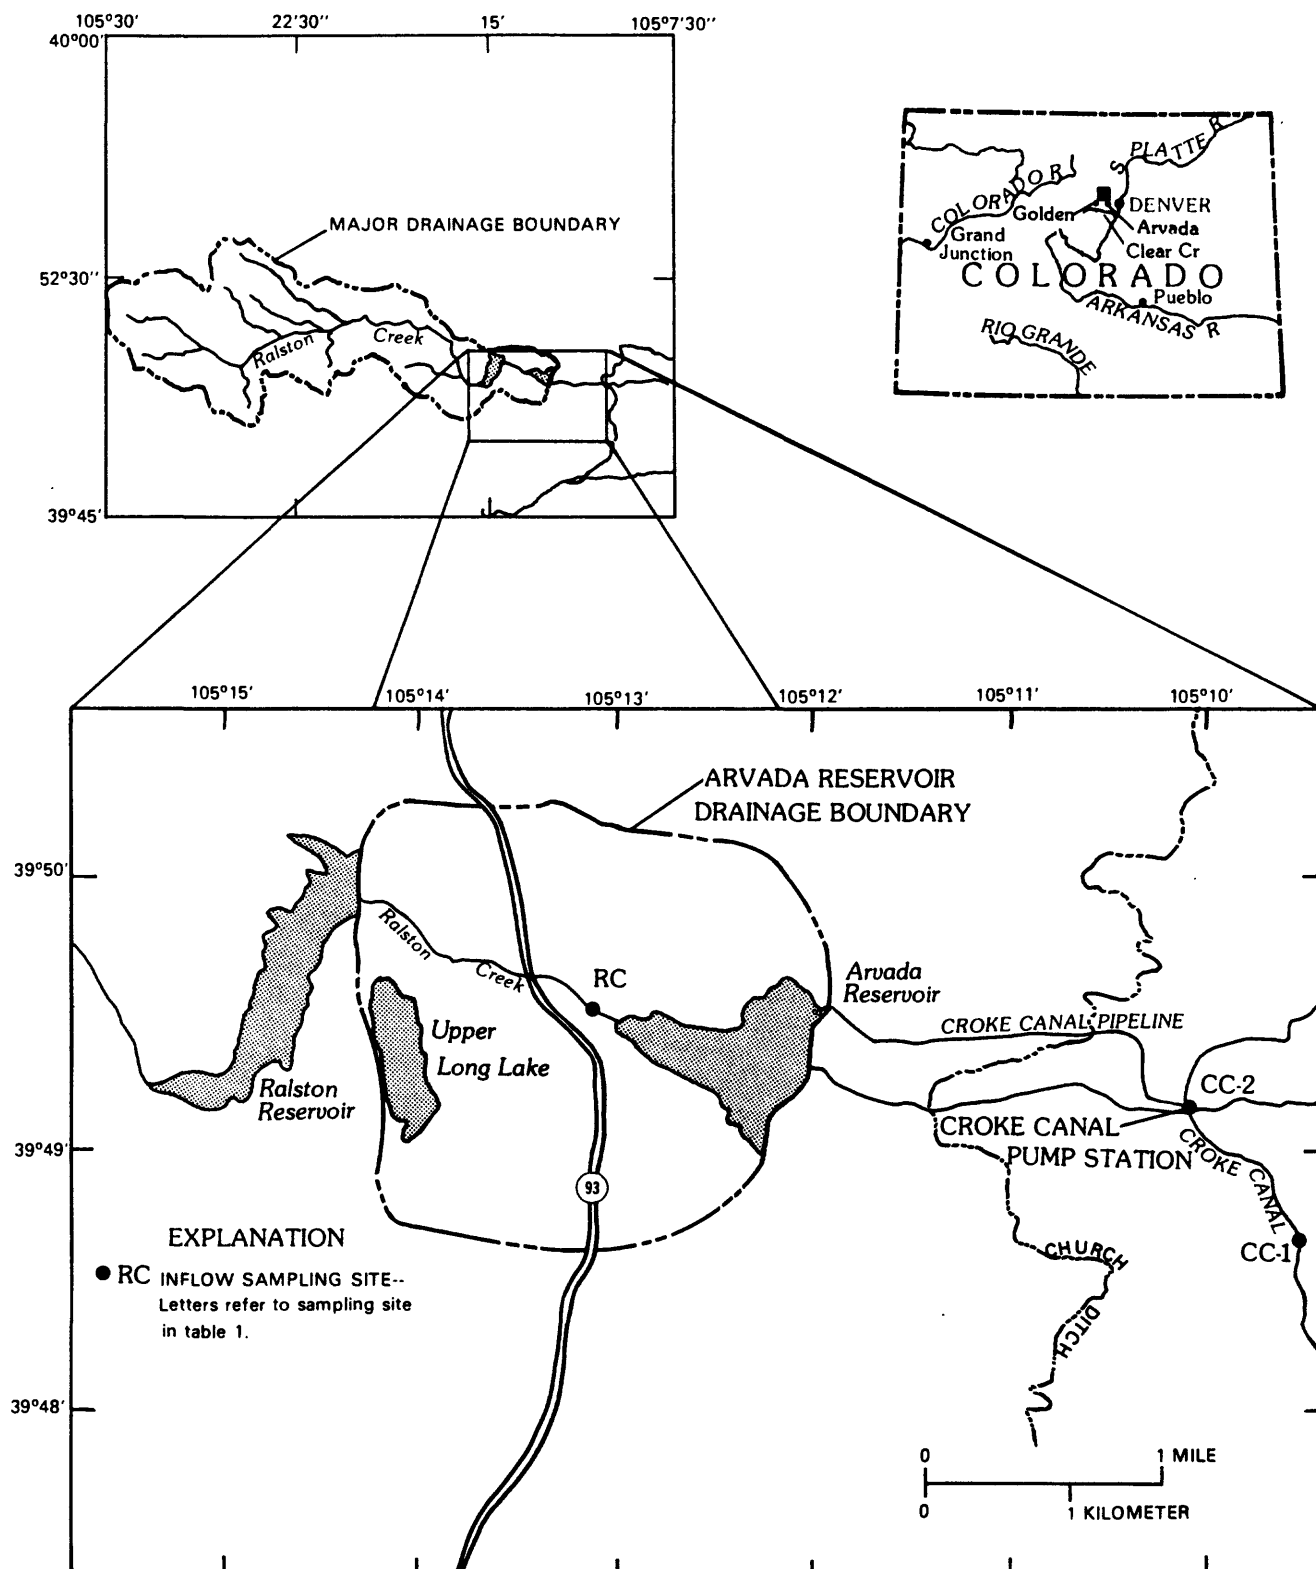 105°30'
22'30''
15'
105°7'30''
40°00'
MAJOR DRAINAGE BOUNDARY
52'30''
Ralston
Creek
39°45'
S PLATTE R
COLORADO R
Golden
DENVER
Arvada
Grand
Junction
Clear Cr
COLORADO
Pueblo
ARKANSAS R
RIO GRANDE
105°15'
105°14'
105°13'
105°12'
105°11'
105°10'
ARVADA RESERVOIR
DRAINAGE BOUNDARY
39°50'
Ralston
Creek
RC
Arvada
Reservoir
Upper
Long Lake
CROKE CANAL PIPELINE
Ralston
Reservoir
CC-2
CROKE CANAL
PUMP STATION
CROKE CANAL
39°49'
93
CC-1
EXPLANATION
RC INFLOW SAMPLING SITE--
Letters refer to sampling site
in table 1.
CHURCH
DITCH
39°48'
0 1 MILE
0 1 KILOMETER